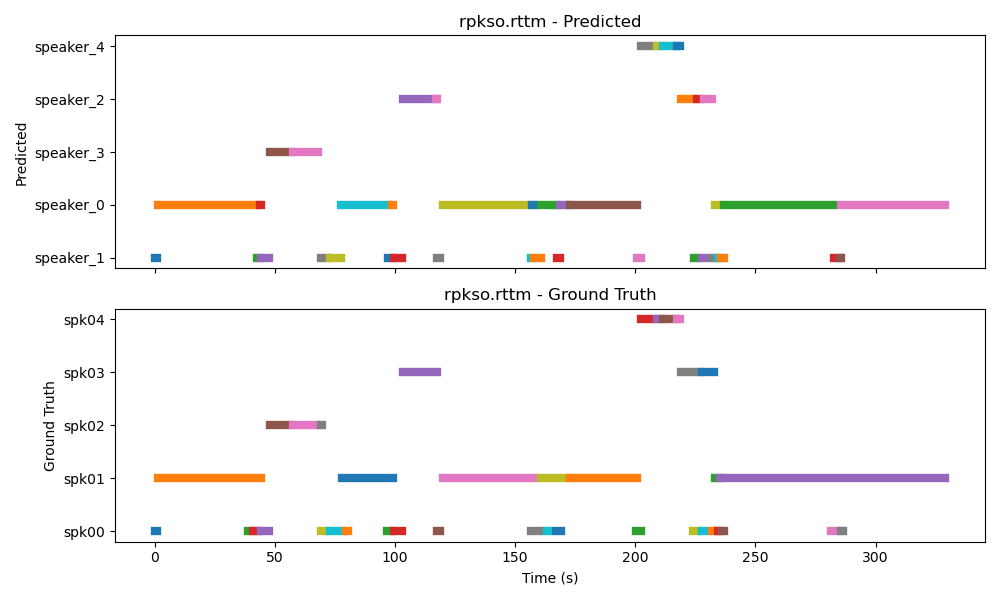 rpkso.rttm - Predicted
speaker_4
speaker_2
speaker_3
speaker_0
speaker_1
Predicted
rpkso.rttm - Ground Truth
spk04
spk03
spk02
spk01
spk00
Ground Truth
0 50 100 150 200 250 300
Time (s)